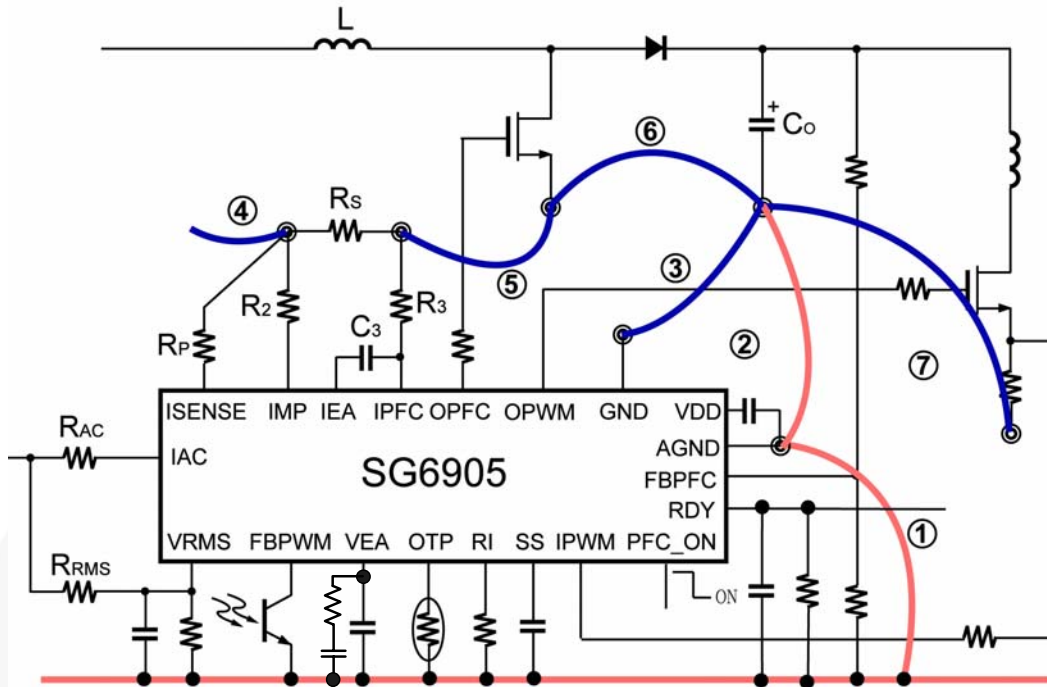 L
+
Co
⑥
Rs
④
⑤
③
R3
R2
C3
RP
②
⑦
ISENSE IMP IEA IPFC OPFC OPWM GND VDD
RAC
IAC
AGND
SG6905
FBPFC
RDY
①
VRMS FBPWM VEA OTP RI SS IPWM PFC_ON
RRMS
ON